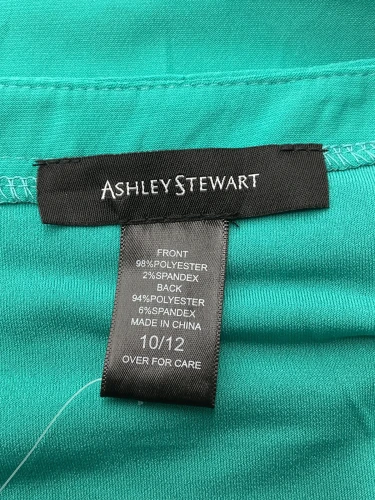 ASHLEY STEWART
FRONT
98%POLYESTER
2%SPANDEX
BACK
94%POLYESTER
6%SPANDEX
MADE IN CHINA
10/12
OVER FOR CARE